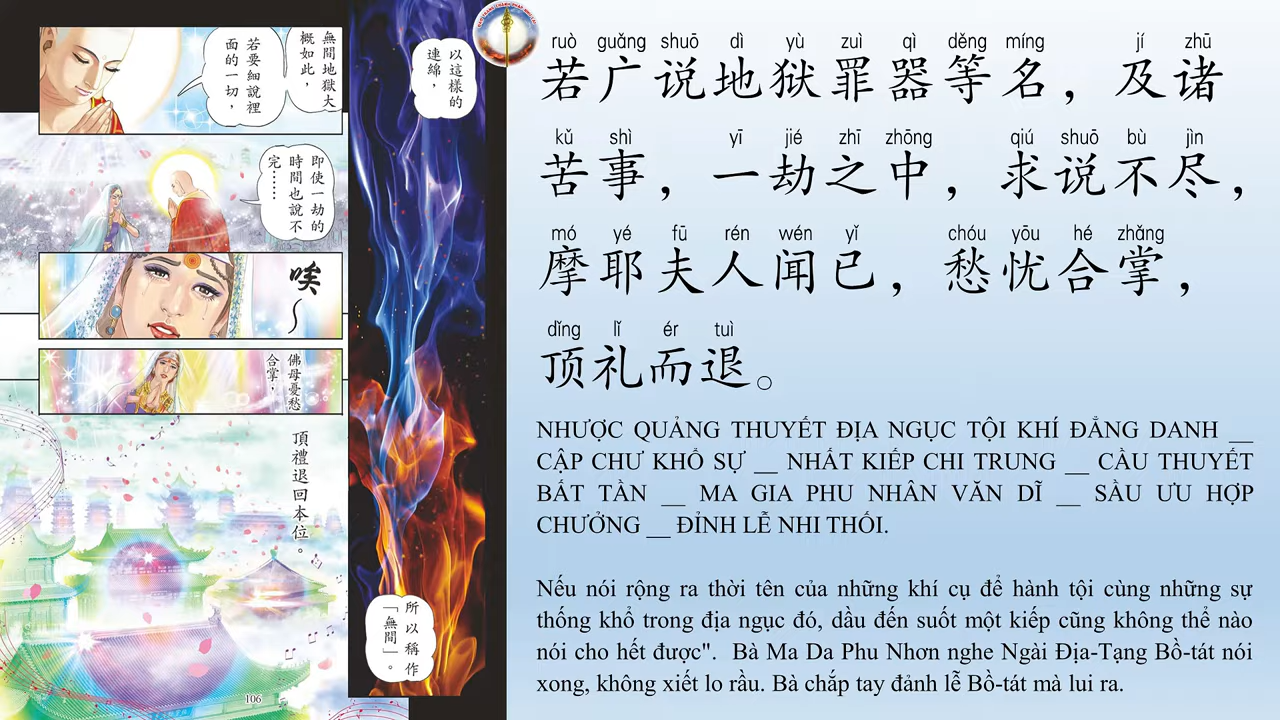 無間地獄大
概如此，
若要細說裡
面的一切，
即使一劫的
時間也說不
完……
唉～
佛母憂愁
合掌，
頂禮退回本位。
106
以這樣的
連綿，
所以稱作
「無間」。
ruò guǎng shuō dì yù zuì qì děng míng jí zhū
若广说地狱罪器等名，及诸
kǔ shì yī jié zhī zhōng qiú shuō bù jìn
苦事，一劫之中，求说不尽，
mó yé fū rén wén yǐ chóu yōu hé zhǎng
摩耶夫人闻已，愁忧合掌，
dǐng lǐ ér tuì
顶礼而退。
NHƯỢC QUẢNG THUYẾT ĐỊA NGỤC TỘI KHÍ ĐẲNG DANH __
CẬP CHƯ KHỔ SỰ __ NHẤT KIẾP CHI TRUNG __ CẦU THUYẾT
BẤT TẦN __ MA GIA PHU NHÂN VĂN DĨ __ SẦU ƯU HỢP
CHƯỞNG __ ĐỈNH LỄ NHI THỐI.
Nếu nói rộng ra thời tên của những khí cụ để hành tội cùng những sự
thống khổ trong địa ngục đó, dầu đến suốt một kiếp cũng không thể nào
nói cho hết được". Bà Ma Da Phu Nhơn nghe Ngài Địa-Tạng Bồ-tát nói
xong, không xiết lo rầu. Bà chắp tay đảnh lễ Bồ-tát mà lui ra.